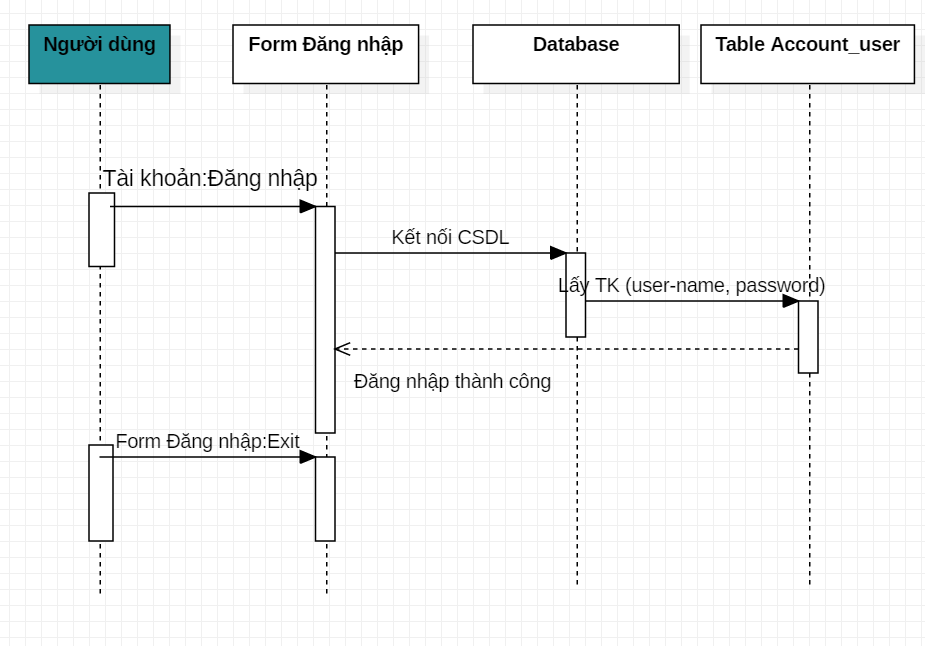 Người dùng
Form Đăng nhập
Database
Table Account_user
Tài khoản:Đăng nhập
Kết nối CSDL
Lấy TK (user-name, password)
Đăng nhập thành công
Form Đăng nhập:Exit